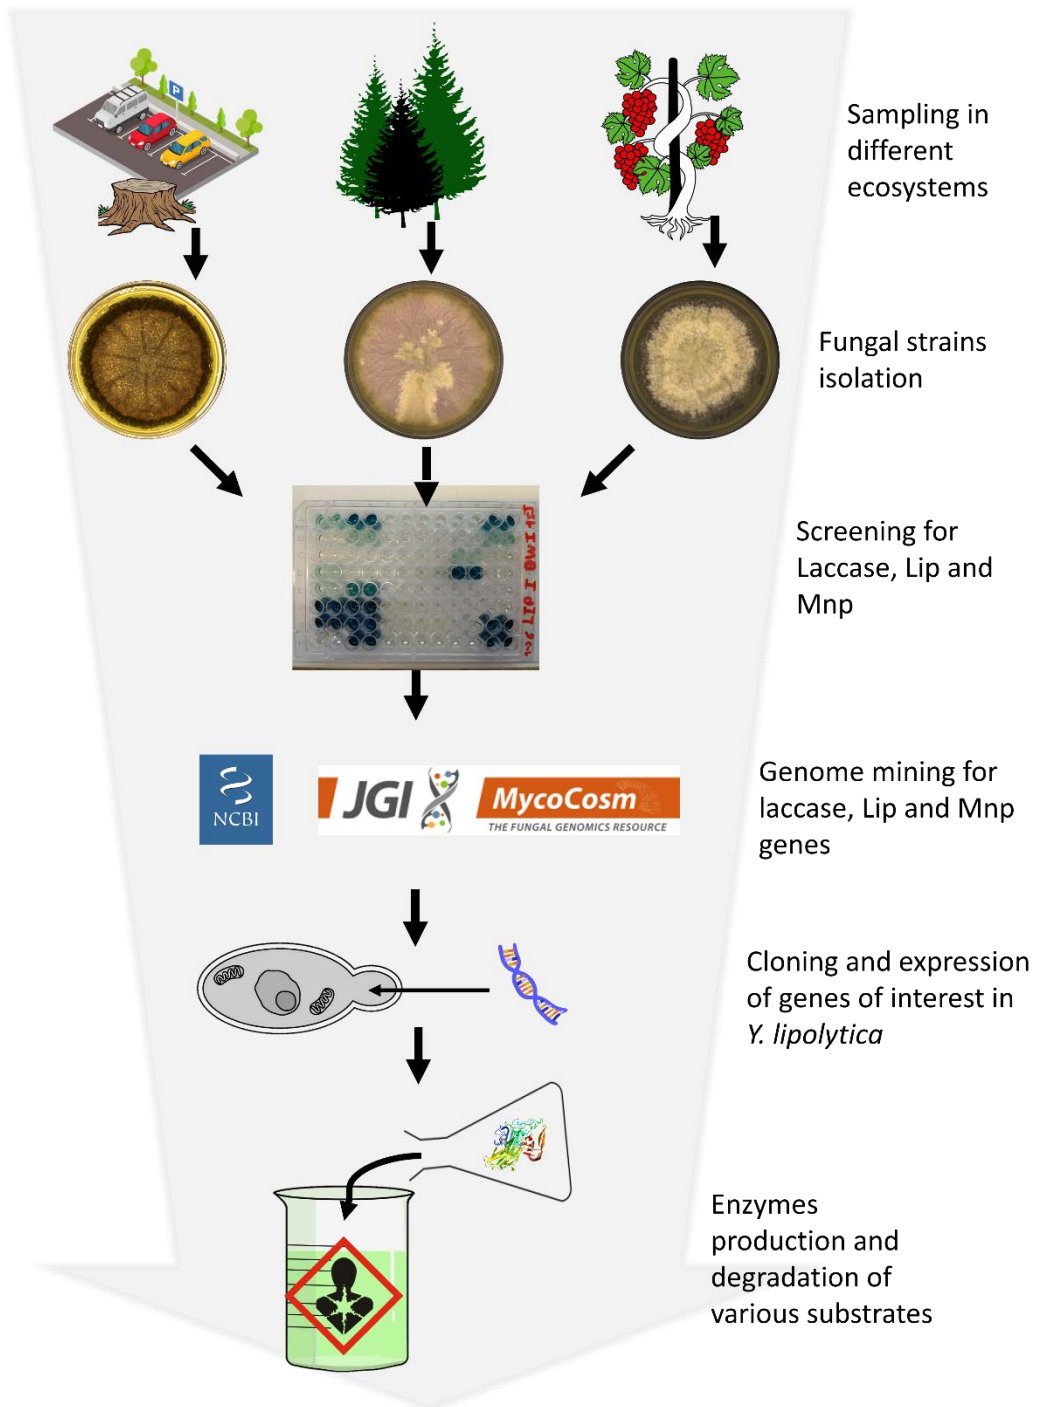 P
Sampling in
different
ecosystems
Fungal strains
isolation
Screening for
Laccase, Lip and
Mnp
NCBI
JGI
MycoCosm
THE FUNGAL GENOMICS RESOURCE
Genome mining for
laccase, Lip and Mnp
genes
Cloning and expression
of genes of interest in
Y. lipolytica
Enzymes
production and
degradation of
various substrates